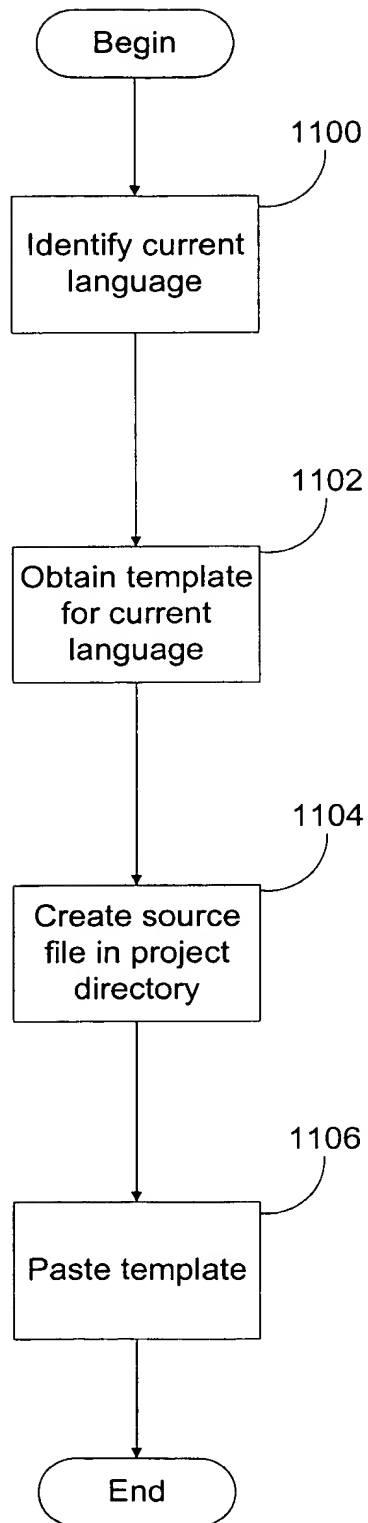 Begin
1100
Identify current
language
1102
Obtain template
for current
language
1104
Create source
file in project
directory
1106
Paste template
End